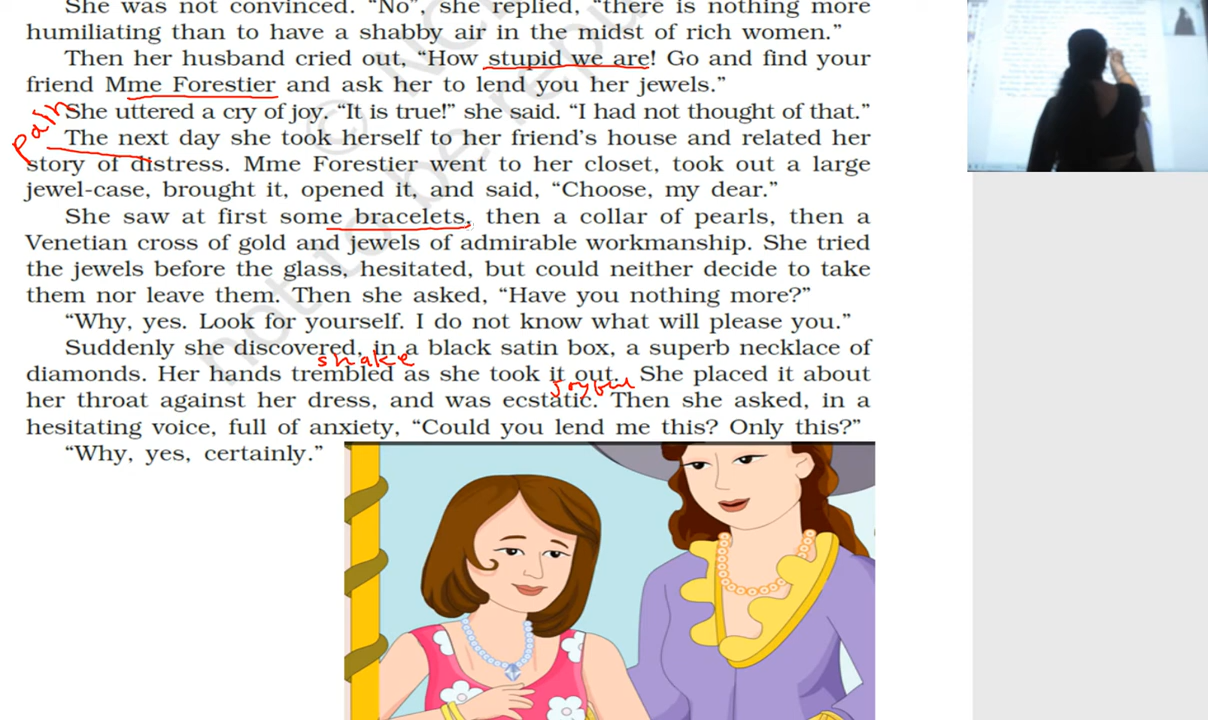 She was not convinced. “No”, she replied, “there is nothing more
humiliating than to have a shabby air in the midst of rich women.”
Then her husband cried out, “How stupid we are! Go and find your
friend Mme Forestier and ask her to lend you her jewels.”
pain
She uttered a cry of joy. “It is true!” she said. “I had not thought of that.”
The next day she took herself to her friend’s house and related her
story of distress. Mme Forestier went to her closet, took out a large
jewel-case, brought it, opened it, and said, “Choose, my dear.”
She saw at first some bracelets, then a collar of pearls, then a
Venetian cross of gold and jewels of admirable workmanship. She tried
the jewels before the glass, hesitated, but could neither decide to take
them nor leave them. Then she asked, “Have you nothing more?”
“Why, yes. Look for yourself. I do not know what will please you.”
Suddenly she discovered, in a black satin box, a superb necklace of
shake
diamonds. Her hands trembled as she took it out. She placed it about
joyful
her throat against her dress, and was ecstatic. Then she asked, in a
hesitating voice, full of anxiety, “Could you lend me this? Only this?”
“Why, yes, certainly.”
not to be repu